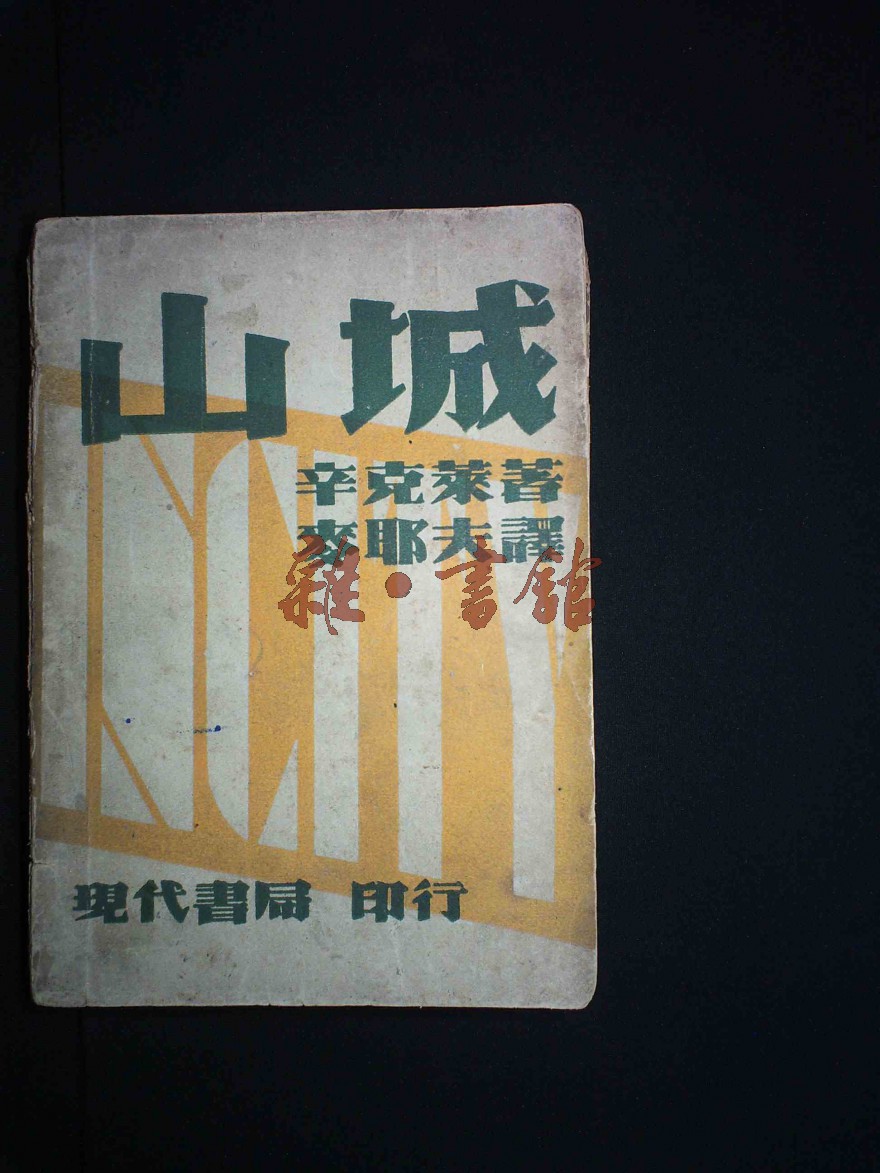 山城
辛克萊著
麥耶夫譯
雜·書館
現代書局 印行